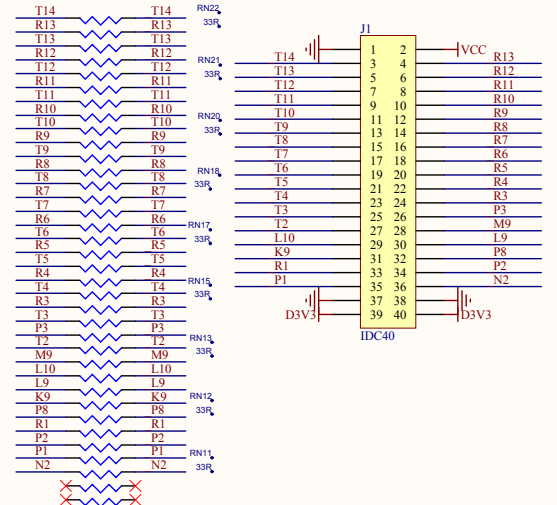 T14 T14 RN22
R13 R13 33R
T13 T13
R12 R12 RN21
T12 T12 33R
R11 R11
T11 T11
R10 R10 RN20
T10 T10 33R
R9 R9
T9 T9
R8 R8 RN18
T8 T8 33R
R7 R7
T7 T7
R6 R6 RN17
T6 T6 33R
R5 R5
T5 T5
R4 R4 RN15
T4 T4 33R
R3 R3
T3 T3
P3 P3 RN13
T2 T2 33R
M9 M9
L10 L10
L9 L9 RN12
K9 K9 33R
P8 P8
R1 R1
P2 P2 RN11
P1 P1 33R
N2 N2
J1
1 2 VCC
T14 3 4 R13
T13 5 6 R12
T12 7 8 R11
T11 9 10 R10
T10 11 12 R9
T9 13 14 R8
T8 15 16 R7
T7 17 18 R6
T6 19 20 R5
T5 21 22 R4
T4 23 24 R3
T3 25 26 P3
T2 27 28 M9
L10 29 30 L9
K9 31 32 P8
R1 33 34 P2
P1 35 36 N2
37 38
D3V3 39 40 D3V3
IDC40